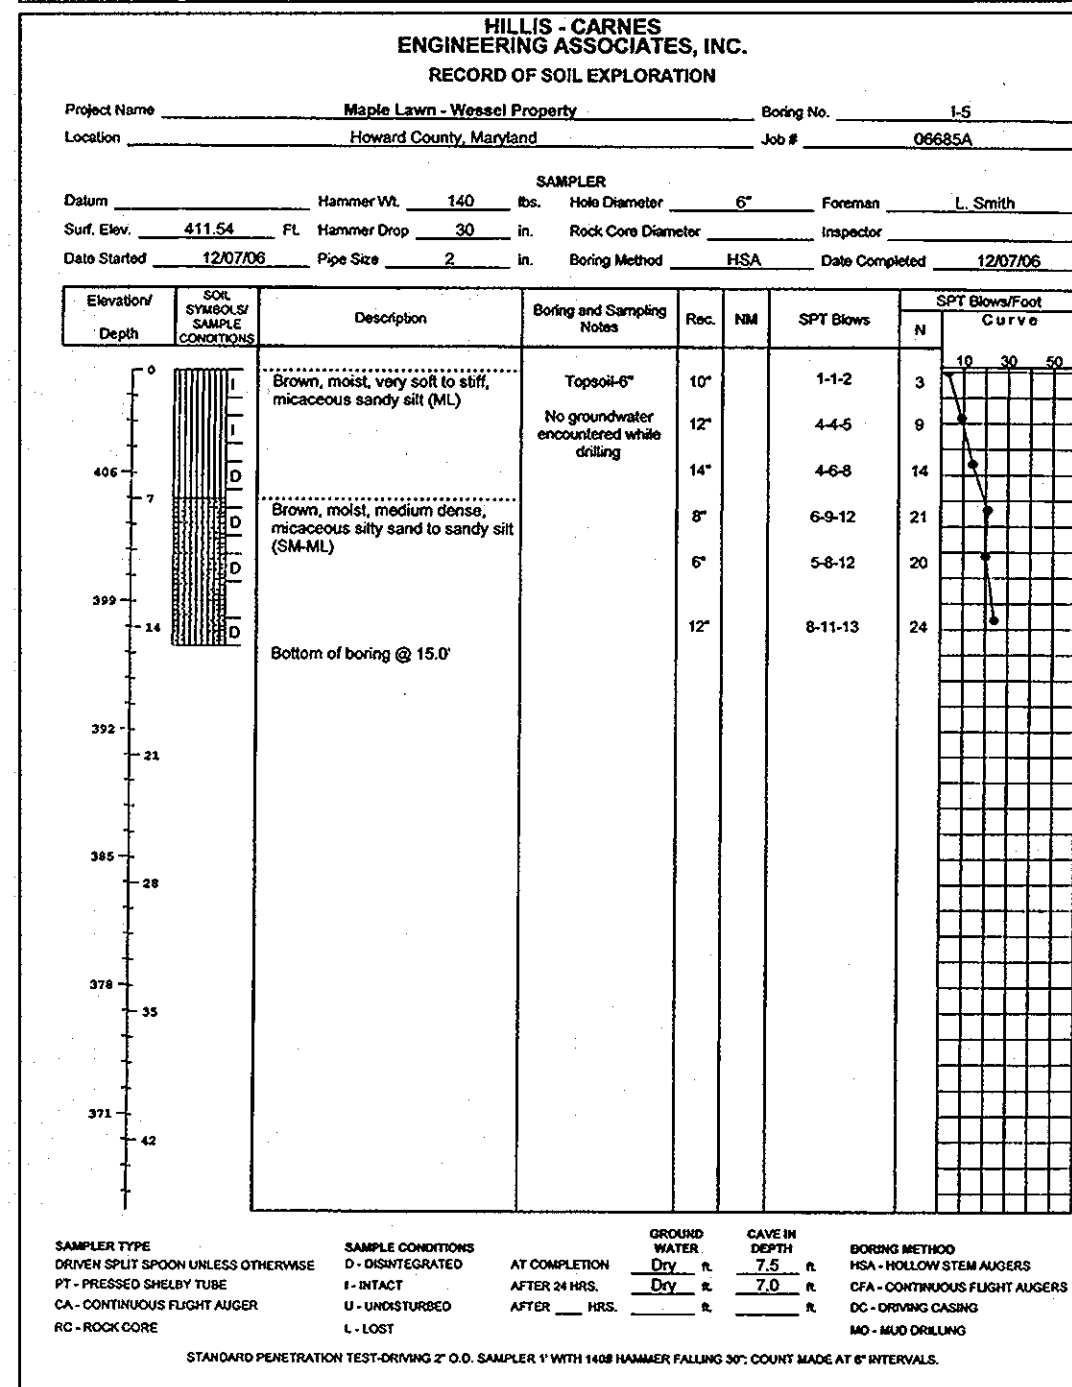 HILLIS - CARNES
ENGINEERING ASSOCIATES, INC.
RECORD OF SOIL EXPLORATION
Project Name Maple Lawn - Wessel Property Boring No. I-5
Location Howard County, Maryland Job # 06685A
SAMPLER
Datum Hammer Wt. 140 lbs. Hole Diameter 6" Foreman L. Smith
Surf. Elev. 411.54 Ft. Hammer Drop 30 in. Rock Core Diameter Inspector
Date Started 12/07/06 Pipe Size 2 in. Boring Method HSA Date Completed 12/07/06
Elevation/ Depth
SOIL SYMBOLS/ SAMPLE CONDITIONS
Description
Boring and Sampling Notes
Rec. NM SPT Blows N
SPT Blows/Foot
Curve
10 30 50
0 I Brown, moist, very soft to stiff, Topsoil-6" 10" 1-1-2 3
micaceous sandy silt (ML)
I No groundwater 12" 4-4-5 9
encountered while
drilling
406 D 14" 4-6-8 14
7
Brown, moist, medium dense,
D micaceous silty sand to sandy silt 8" 6-9-12 21
(SM-ML)
D 6" 5-8-12 20
399
14 D 12" 8-11-13 24
Bottom of boring @ 15.0'
392
21
385
28
378
35
371
42
SAMPLER TYPE
DRIVEN SPLIT SPOON UNLESS OTHERWISE
PT - PRESSED SHELBY TUBE
CA - CONTINUOUS FLIGHT AUGER
RC - ROCK CORE
SAMPLE CONDITIONS
D - DISINTEGRATED
I - INTACT
U - UNDISTURBED
L - LOST
GROUND WATER CAVE IN DEPTH
AT COMPLETION Dry ft. 7.5 ft.
AFTER 24 HRS. Dry ft. 7.0 ft.
AFTER ___ HRS. ft. ft.
BORING METHOD
HSA - HOLLOW STEM AUGERS
CFA - CONTINUOUS FLIGHT AUGERS
DC - DRIVING CASING
MD - MUD DRILLING
STANDARD PENETRATION TEST-DRIVING 2" O.D. SAMPLER 1' WITH 140# HAMMER FALLING 30"; COUNT MADE AT 6" INTERVALS.